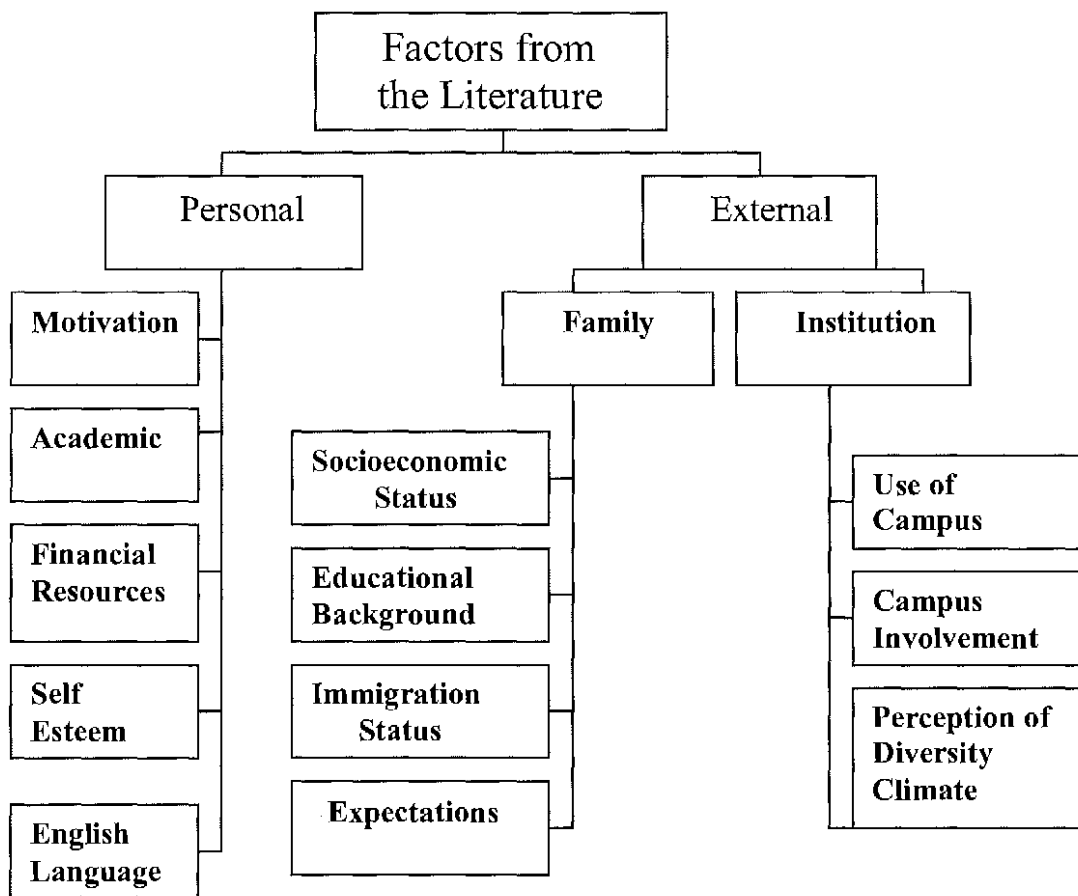 Factors from
the Literature
Personal
External
Motivation
Academic
Financial
Resources
Self
Esteem
English
Language
Family
Socioeconomic
Status
Educational
Background
Immigration
Status
Expectations
Institution
Use of
Campus
Campus
Involvement
Perception of
Diversity
Climate